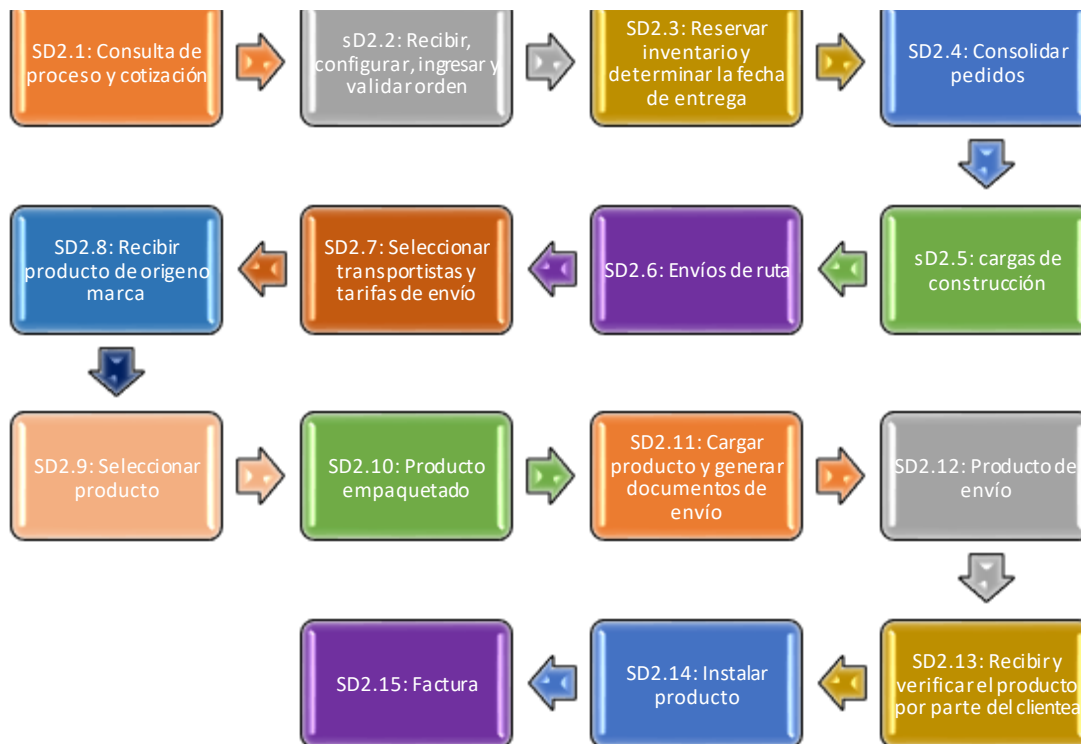 SD2.1: Consulta de
proceso y cotización
sD2.2: Recibir,
configurar, ingresar y
validar orden
SD2.3: Reservar
inventario y
determinar la fecha
de entrega
SD2.4: Consolidar
pedidos
SD2.8: Recibir
producto de origeno
marca
SD2.7: Seleccionar
transportistas y
tarifas de envío
SD2.6: Envíos de ruta
sD2.5: cargas de
construcción
SD2.9: Seleccionar
producto
SD2.10: Producto
empaquetado
SD2.11: Cargar
producto y generar
documentos de
envío
SD2.12: Producto de
envío
SD2.15: Factura
SD2.14: Instalar
producto
SD2.13: Recibir y
verificar el producto
por parte del clientea